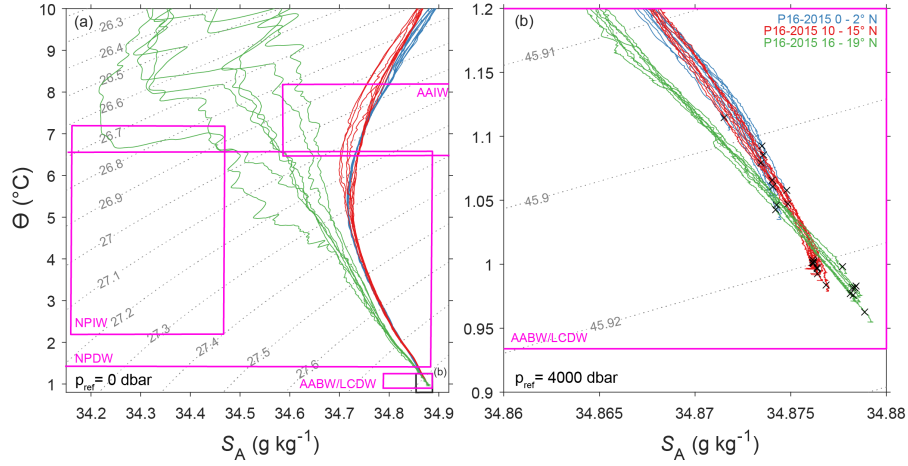 (a)
10
9
8
7
6
5
4
3
2
1
Θ (°C)
26.3
26.4
26.5
26.6
26.7
26.8
26.9
27
27.1
27.2
27.3
27.4
27.5
27.6
AAIW
NPIW
NPDW
AABW/LCDW
(b)
p_ref= 0 dbar
34.2 34.3 34.4 34.5 34.6 34.7 34.8 34.9
S_A (g kg⁻¹)
(b)
P16-2015 0 - 2° N
P16-2015 10 - 15° N
P16-2015 16 - 19° N
1.2
1.15
1.1
1.05
1
0.95
0.9
45.91
45.9
45.92
AABW/LCDW
p_ref= 4000 dbar
34.86 34.865 34.87 34.875 34.88
S_A (g kg⁻¹)